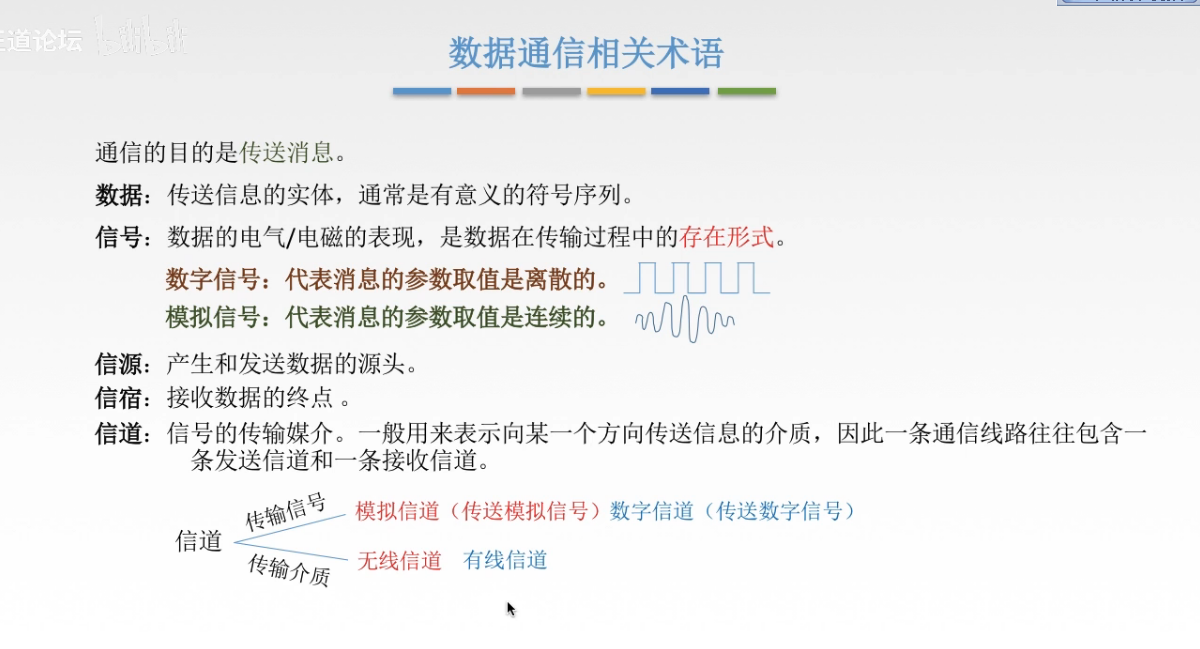 王道论坛 bilibili
数据通信相关术语
通信的目的是传送消息。
数据：传送信息的实体，通常是有意义的符号序列。
信号：数据的电气/电磁的表现，是数据在传输过程中的存在形式。
数字信号：代表消息的参数取值是离散的。
模拟信号：代表消息的参数取值是连续的。
信源：产生和发送数据的源头。
信宿：接收数据的终点 。
信道：信号的传输媒介。一般用来表示向某一个方向传送信息的介质，因此一条通信线路往往包含一
条发送信道和一条接收信道。
传输信号 模拟信道（传送模拟信号）数字信道（传送数字信号）
信道
传输介质 无线信道 有线信道